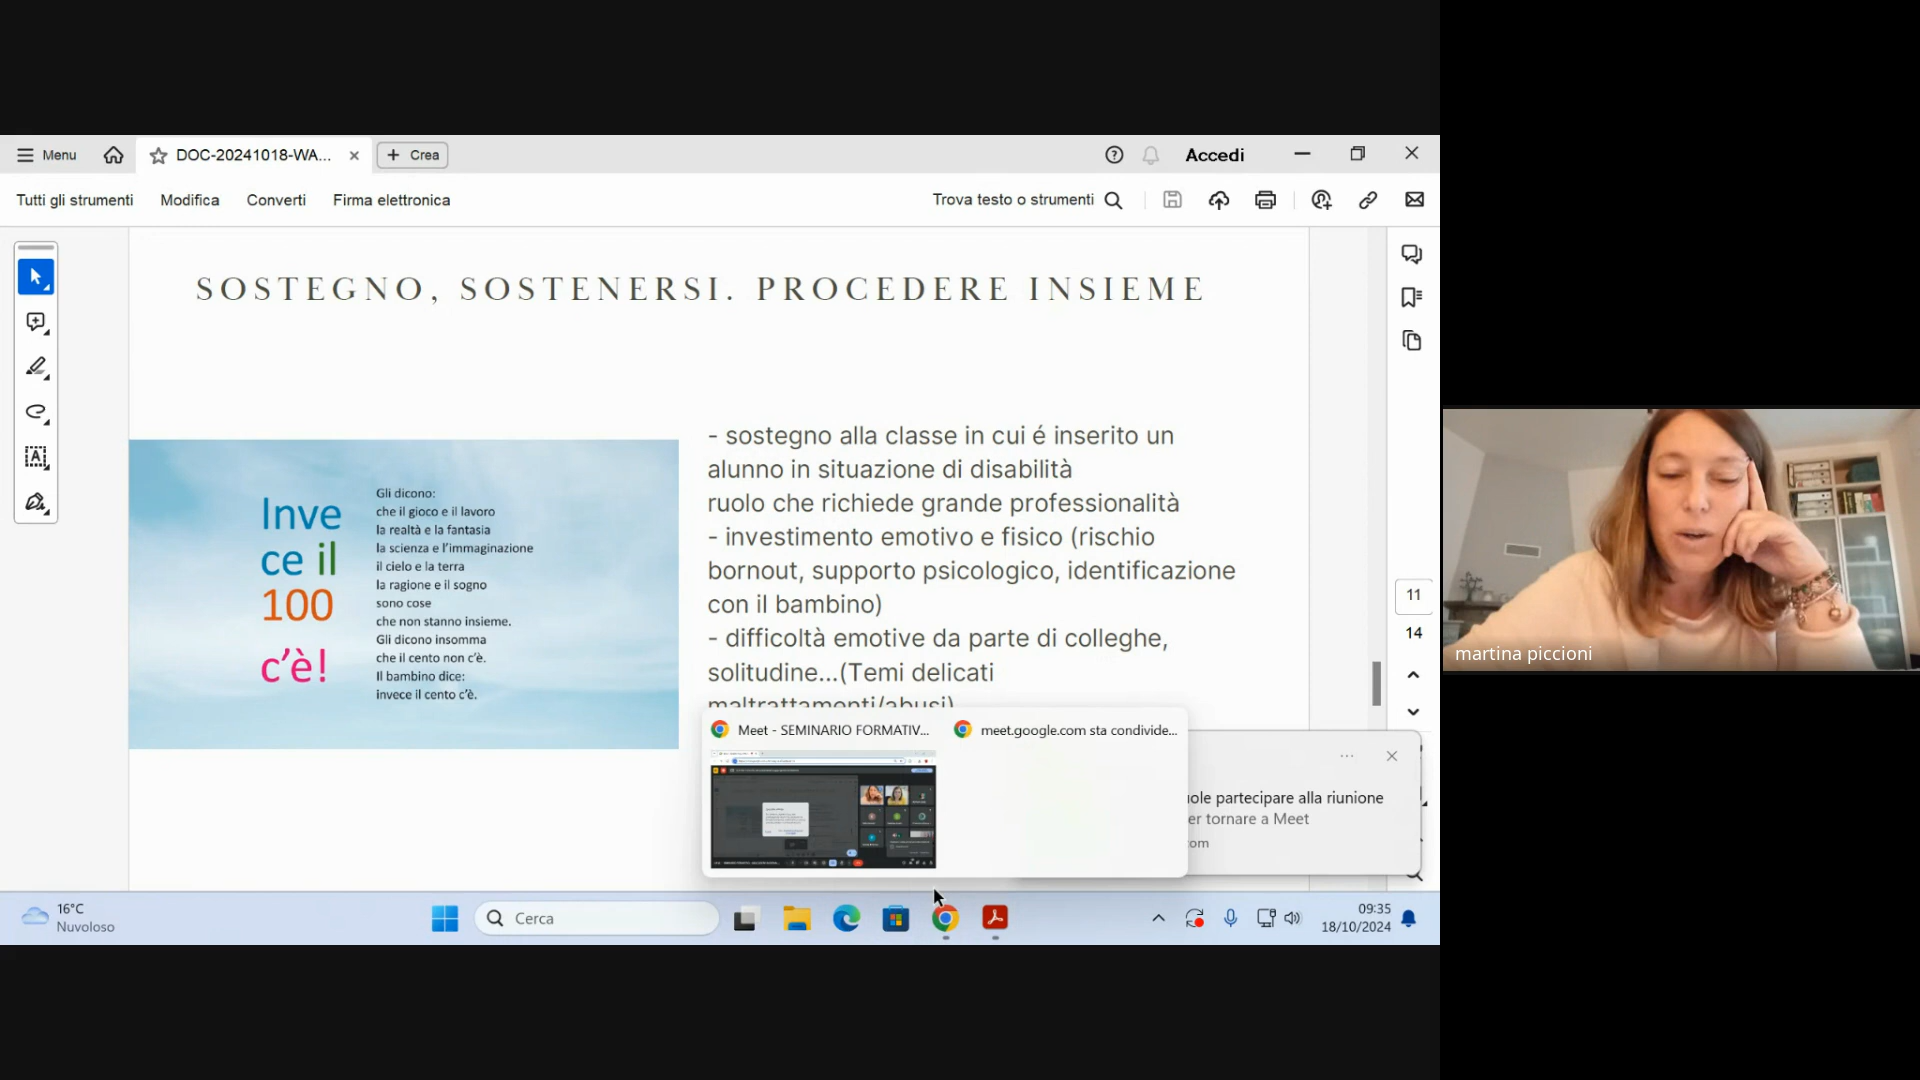 Menu
DOC-20241018-WA...
Crea
Accedi
Tutti gli strumenti
Modifica
Converti
Firma elettronica
Trova testo o strumenti
SOSTEGNO, SOSTENERSI. PROCEDERE INSIEME
Inve
ce il
100
c'è!
Gli dicono:
che il gioco e il lavoro
la realtà e la fantasia
la scienza e l'immaginazione
il cielo e la terra
la ragione e il sogno
sono cose
che non stanno insieme.
Gli dicono insomma
che il cento non c'è.
Il bambino dice:
invece il cento c'è.
- sostegno alla classe in cui é inserito un
alunno in situazione di disabilità
ruolo che richiede grande professionalità
- investimento emotivo e fisico (rischio
bornout, supporto psicologico, identificazione
con il bambino)
- difficoltà emotive da parte di colleghe,
solitudine...(Temi delicati
maltrattamenti/abusi)
11
14
Meet - SEMINARIO FORMATIV...
meet.google.com sta condivide...
uole partecipare alla riunione
er tornare a Meet
om
16°C
Nuvoloso
Cerca
09:35
18/10/2024
martina piccioni